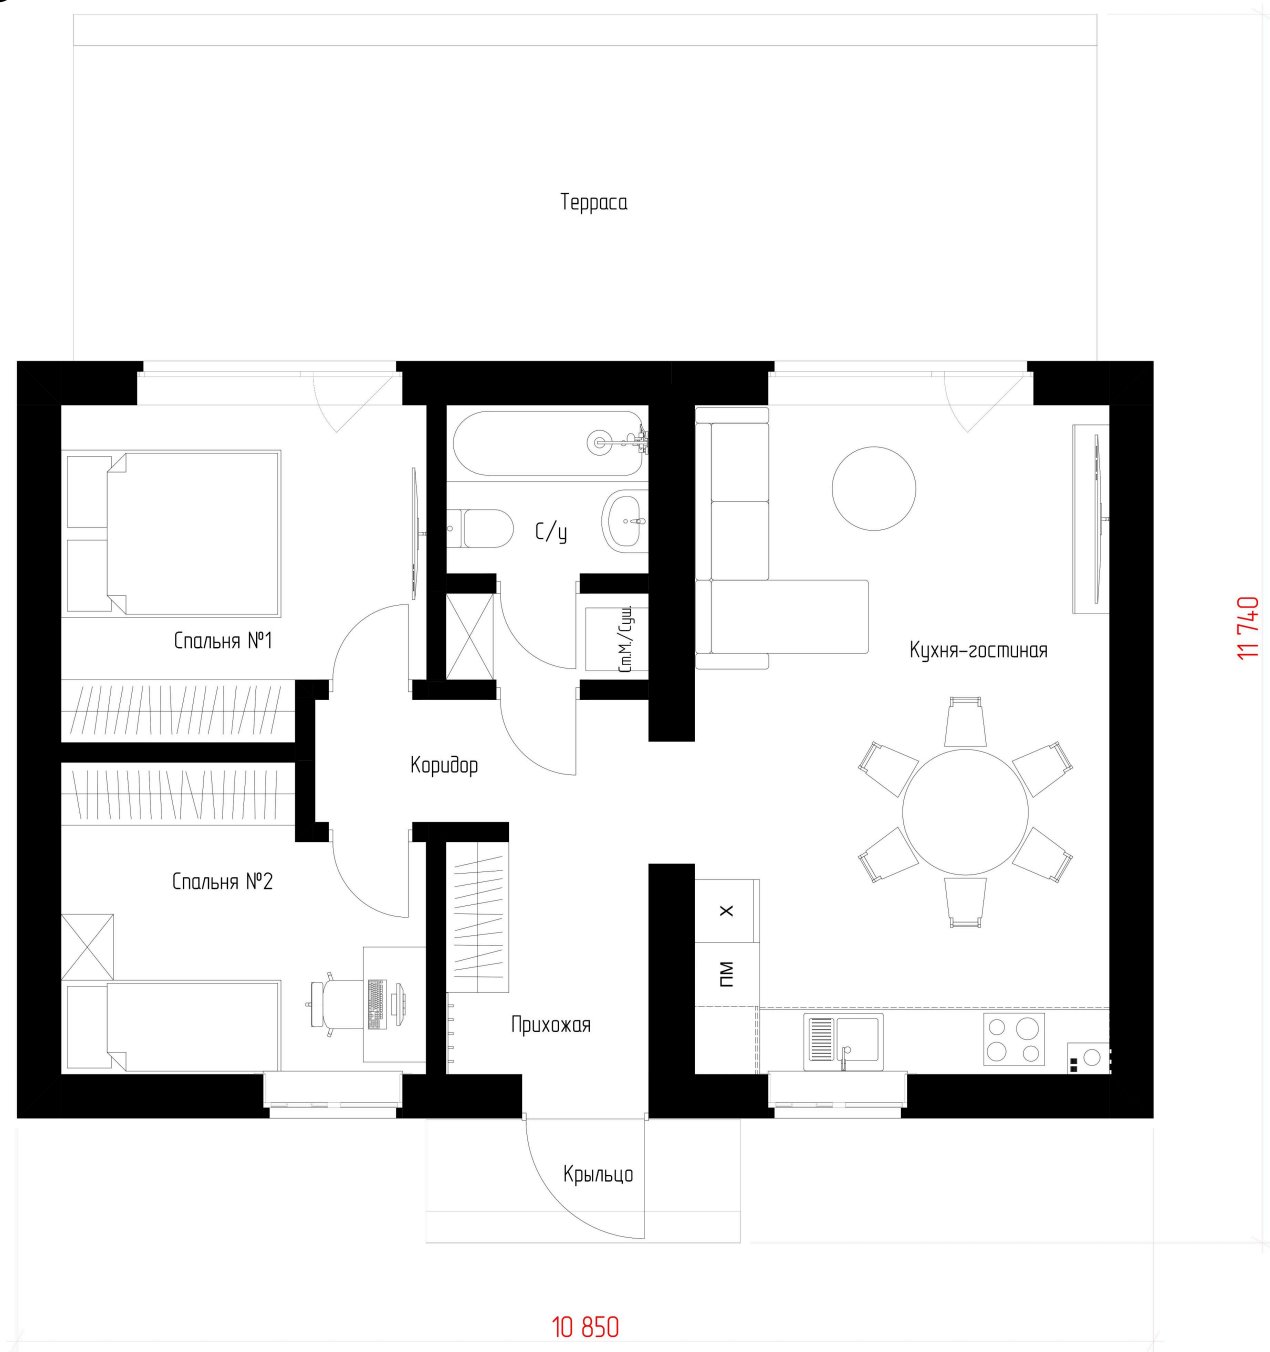 Терраса
С/у
Ст.М./Суш.
11 740
Спальня №1
Кухня-гостиная
Коридор
Спальня №2
Х
ПМ
Прихожая
Крыльцо
10 850